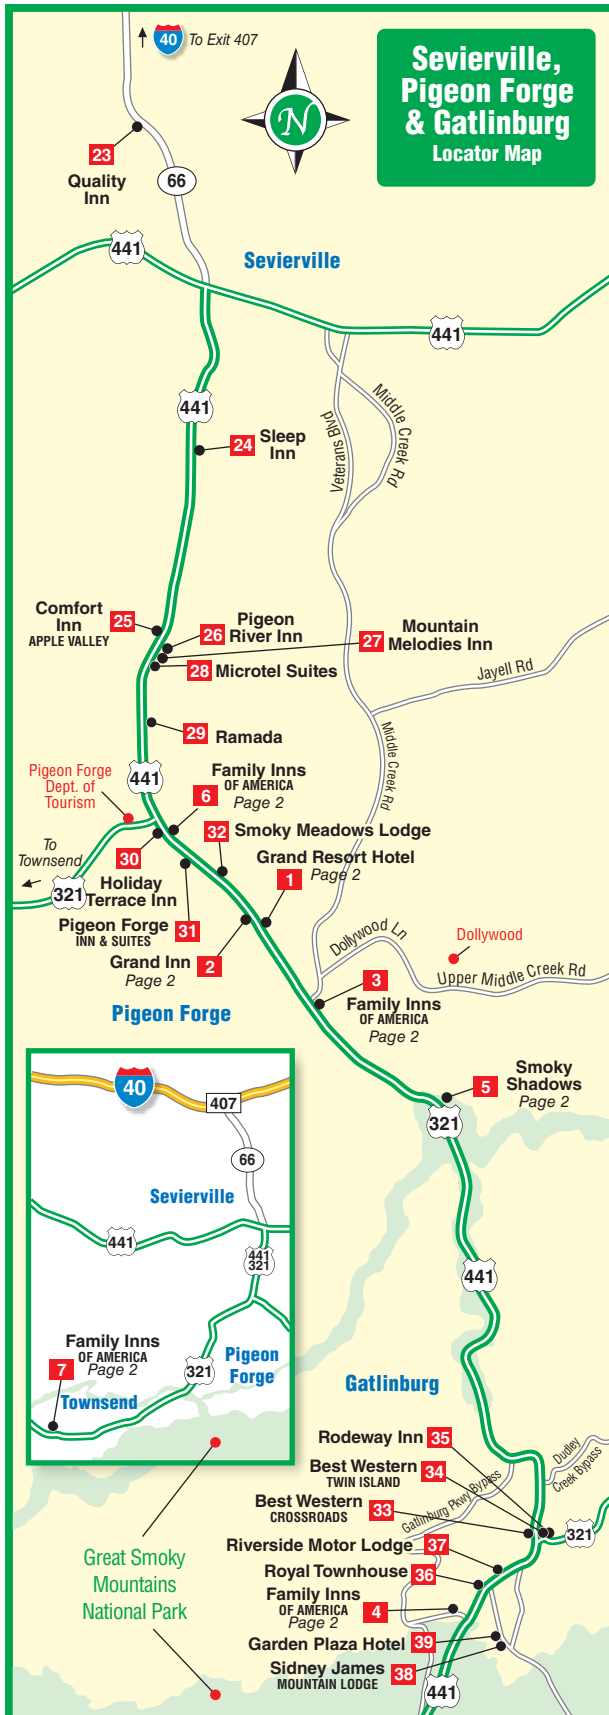 40
To Exit 407
Sevierville,
Pigeon Forge
& Gatlinburg
Locator Map
N
23
Quality
Inn
66
441
Sevierville
441
441
Middle Creek Rd
Veterans Blvd
24
Sleep
Inn
Comfort
Inn
APPLE VALLEY
25
26
Pigeon
River Inn
27
Mountain
Melodies Inn
28
Microtel Suites
Jayell Rd
29
Ramada
Middle Creek Rd
441
Pigeon Forge
Dept. of
Tourism
6
Family Inns
OF AMERICA
Page 2
32
Smoky Meadows Lodge
To
Townsend
321
30
Holiday
Terrace Inn
Grand Resort Hotel
1
Page 2
Pigeon Forge
INN & SUITES
31
Grand Inn
Page 2
2
Dollywood Ln
Dollywood
Upper Middle Creek Rd
3
Family Inns
OF AMERICA
Page 2
Pigeon Forge
5
Smoky
Shadows
Page 2
321
40
407
66
Sevierville
441
441
321
Family Inns
OF AMERICA
Page 2
7
321
Pigeon
Forge
Townsend
441
Gatlinburg
Rodeway Inn
35
Best Western
TWIN ISLAND
34
Dudley
Creek Bypass
Gatlinburg Pkwy Bypass
Best Western
CROSSROADS
33
321
Riverside Motor Lodge
37
Royal Townhouse
36
Family Inns
OF AMERICA
Page 2
4
Garden Plaza Hotel
39
Sidney James
MOUNTAIN LODGE
38
441
Great Smoky
Mountains
National Park